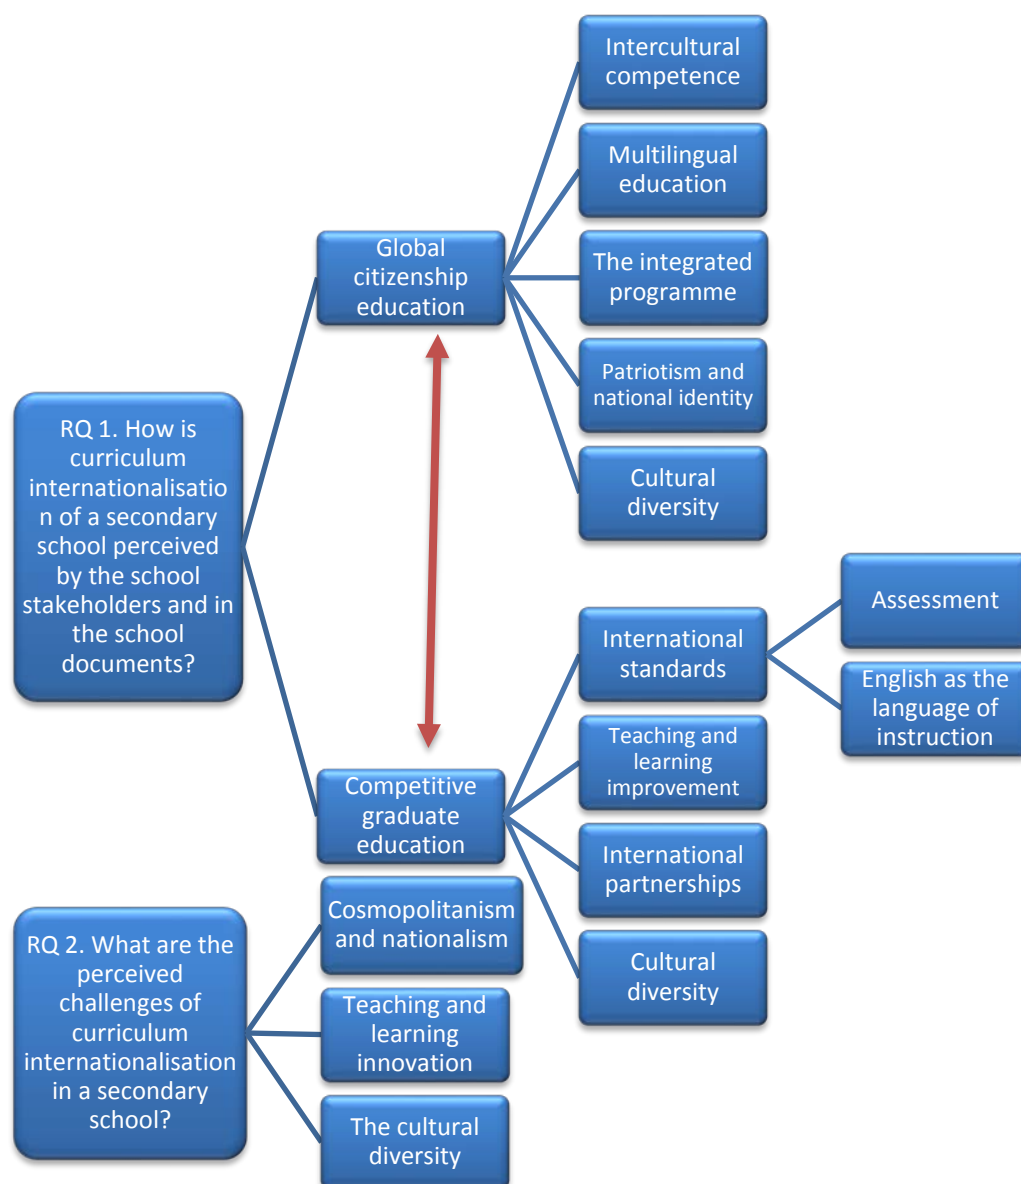 Intercultural
competence
Multilingual
education
Global
citizenship
education
The integrated
programme
Patriotism and
national identity
Cultural
diversity
RQ 1. How is
curriculum
internationalisatio
n of a secondary
school perceived
by the school
stakeholders and in
the school
documents?
International
standards
Assessment
English as the
language of
instruction
Teaching and
learning
improvement
Competitive
graduate
education
International
partnerships
Cultural
diversity
RQ 2. What are the
perceived
challenges of
curriculum
internationalisation
in a secondary
school?
Cosmopolitanism
and nationalism
Teaching and
learning
innovation
The cultural
diversity